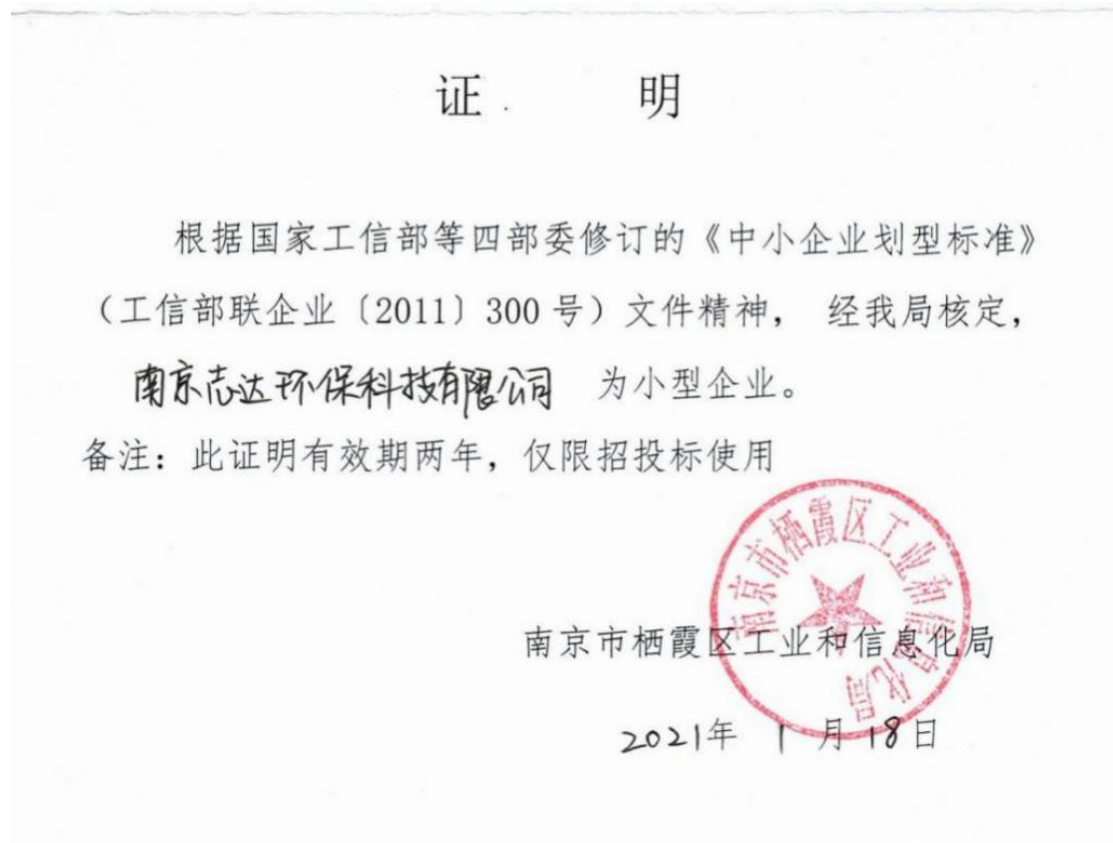 证 明
根据国家工信部等四部委修订的《中小企业划型标准》
（工信部联企业〔2011〕300 号）文件精神， 经我局核定，
南京志达环保科技有限公司 为小型企业。
备注：此证明有效期两年，仅限招投标使用
南京市栖霞区工业和信息化局
南京市栖霞区工业和信息化局
2021年 1月18日